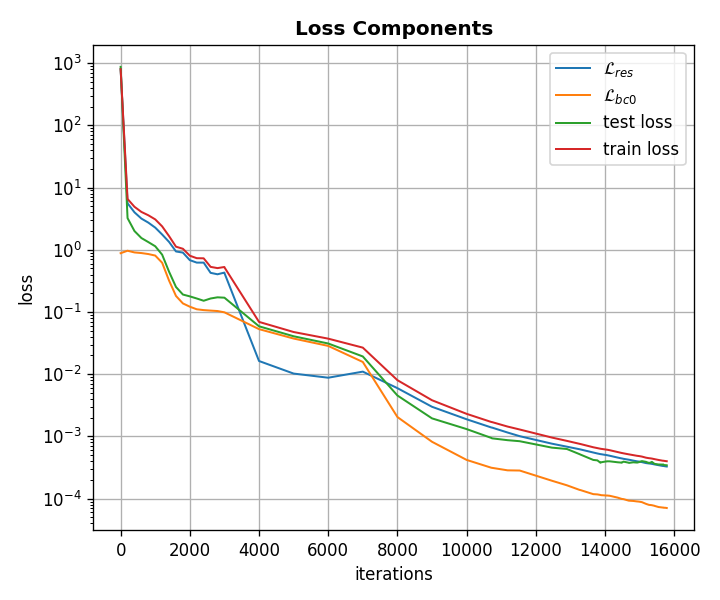 Loss Components
10³
10²
10¹
10⁰
10⁻¹
10⁻²
10⁻³
10⁻⁴
loss
ℒ_res
ℒ_bc0
test loss
train loss
0 2000 4000 6000 8000 10000 12000 14000 16000
iterations